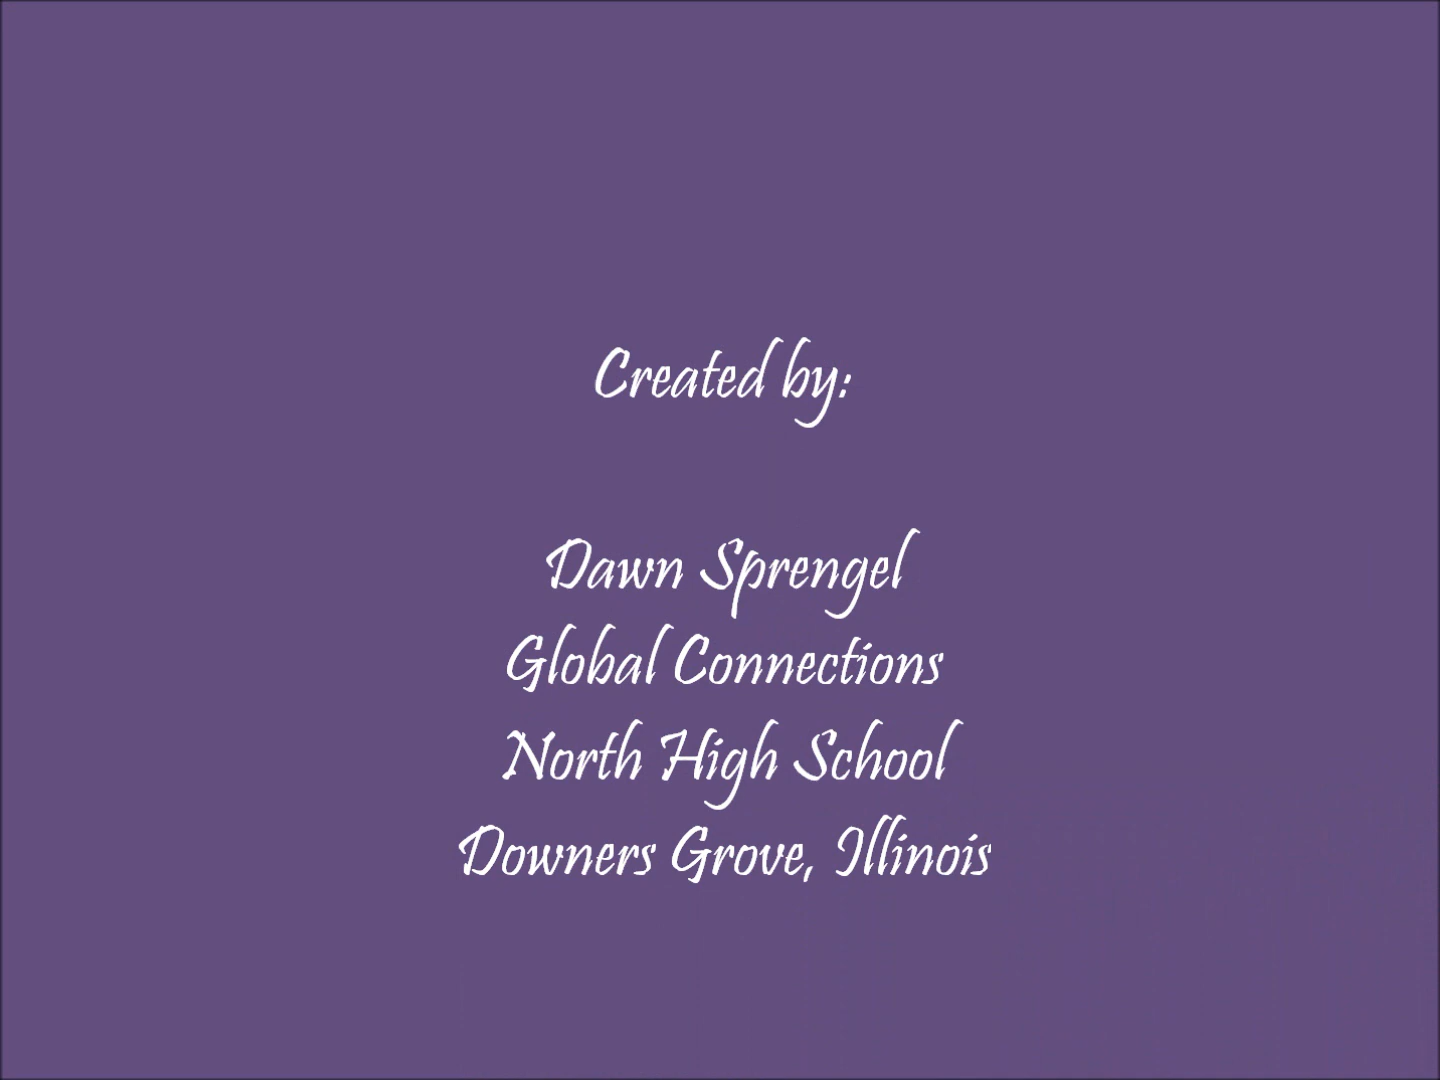 Created by:
Dawn Sprengel
Global Connections
North High School
Downers Grove, Illinois